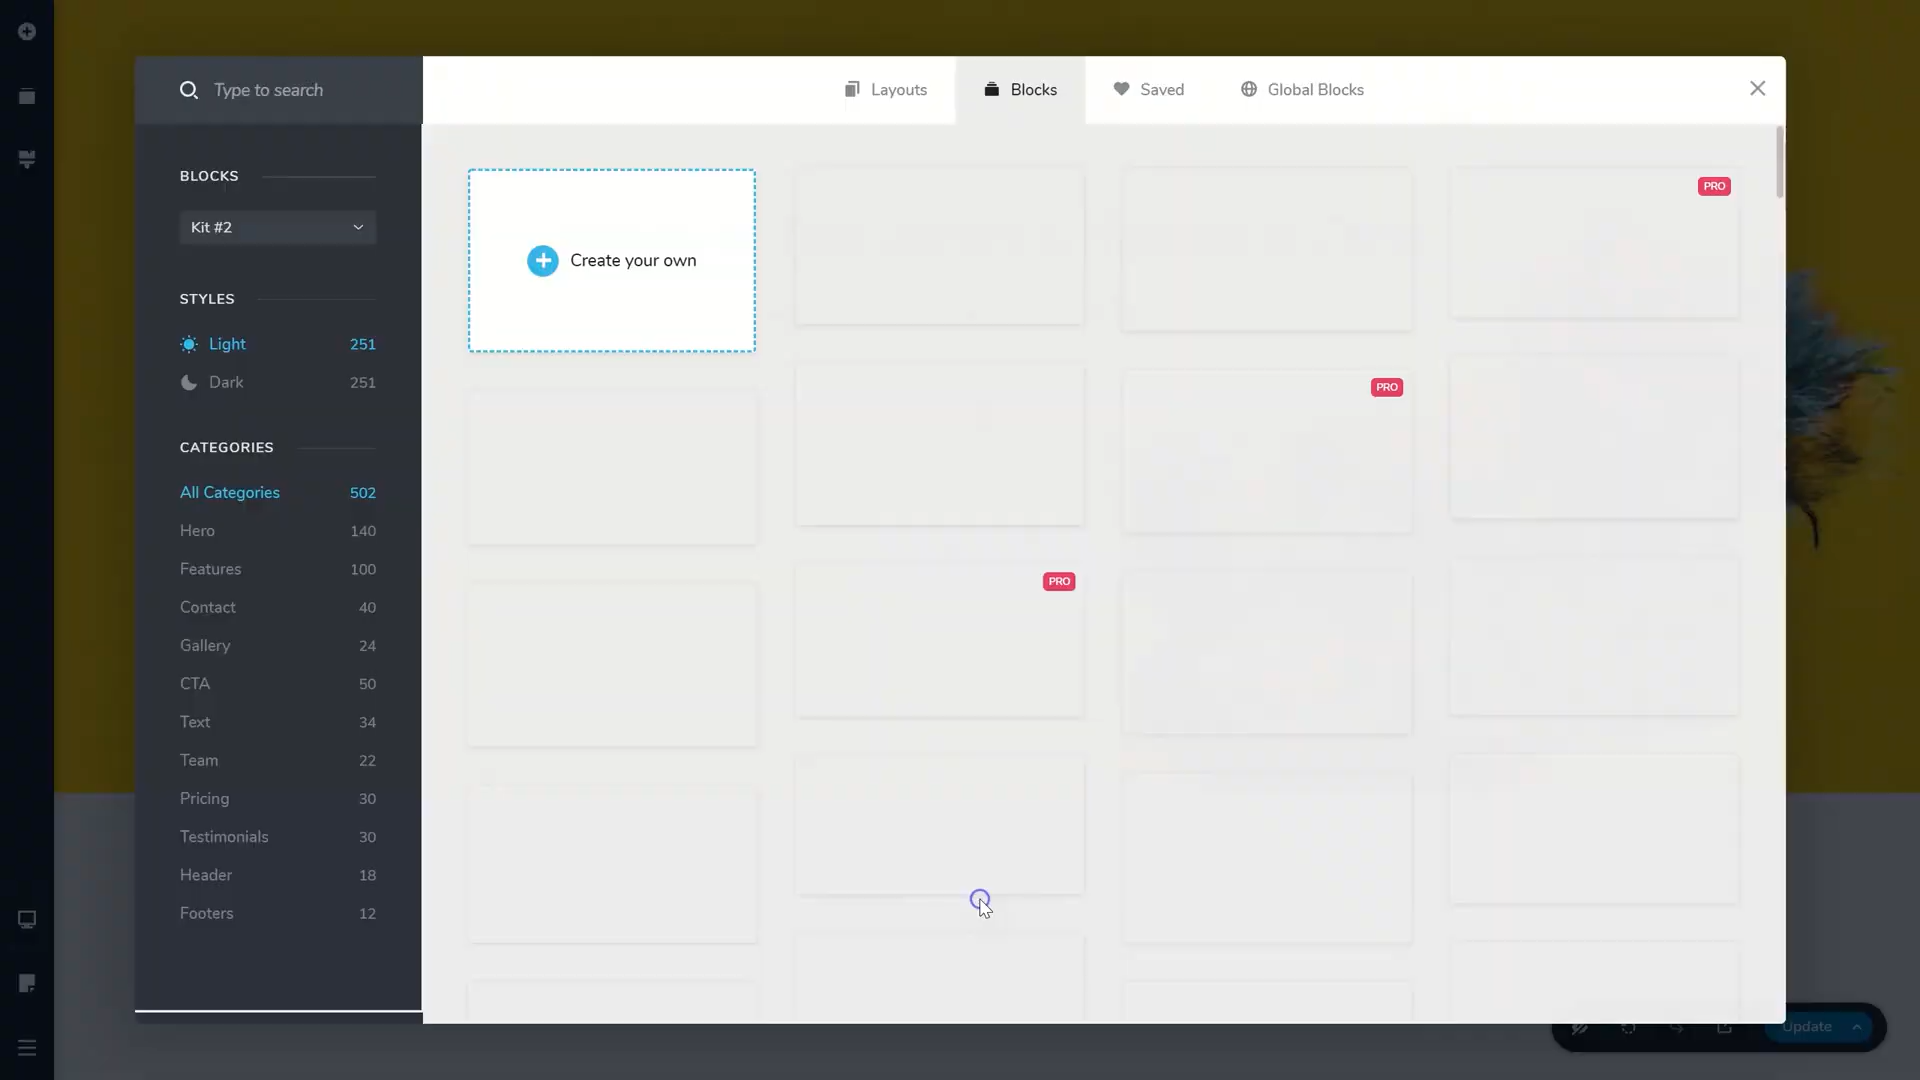 Type to search
Layouts
Blocks
Saved
Global Blocks
BLOCKS
Kit #2
STYLES
Light 251
Dark 251
CATEGORIES
All Categories 502
Hero 140
Features 100
Contact 40
Gallery 24
CTA 50
Text 34
Team 22
Pricing 30
Testimonials 30
Header 18
Footers 12
Create your own
PRO
PRO
PRO
Update